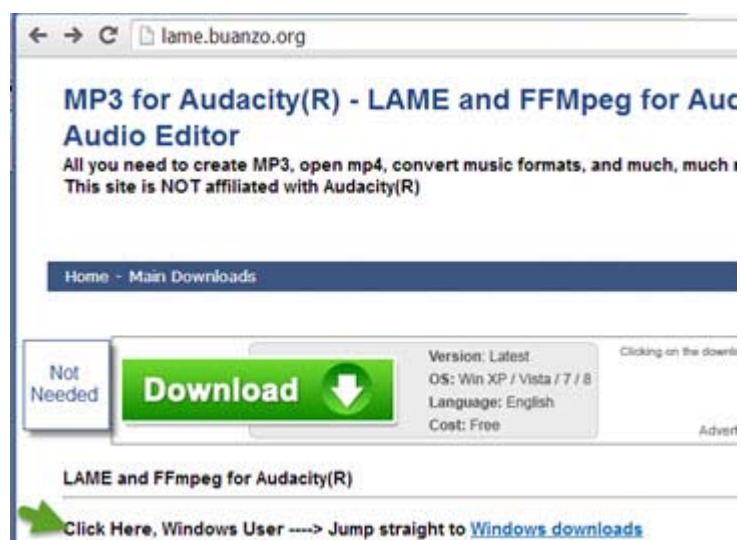 lame.buanzo.org
MP3 for Audacity(R) - LAME and FFMpeg for Aud
Audio Editor
All you need to create MP3, open mp4, convert music formats, and much, much
This site is NOT affiliated with Audacity(R)
Home - Main Downloads
Not
Needed
Download
Version: Latest
OS: Win XP / Vista / 7 / 8
Language: English
Cost: Free
Clicking on the downl
Advert
LAME and FFmpeg for Audacity(R)
Click Here, Windows User ----> Jump straight to Windows downloads